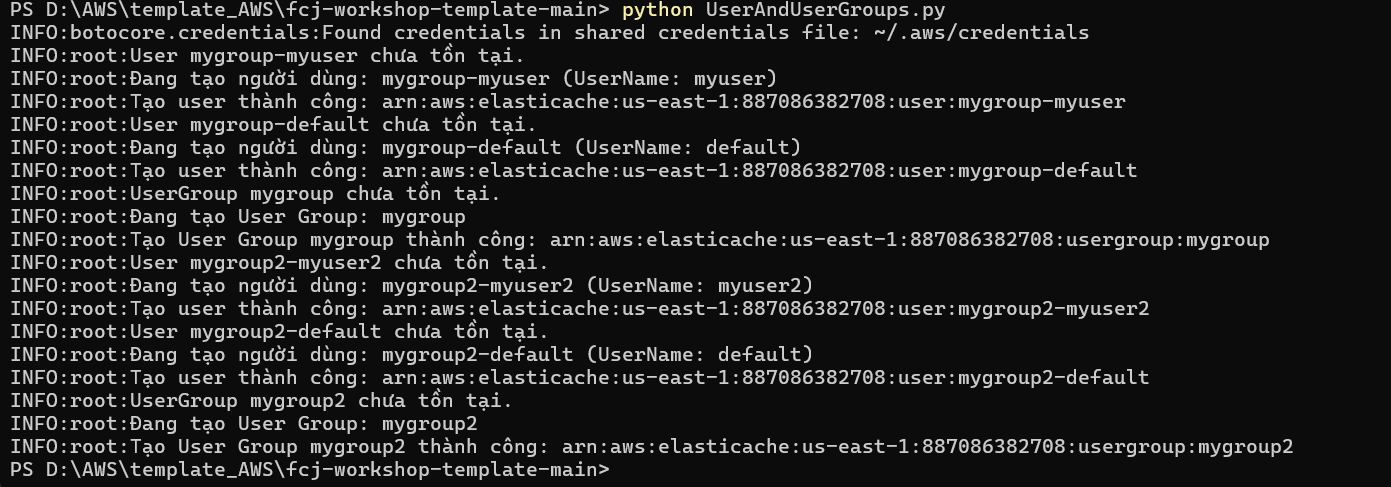 PS D:\AWS\template_AWS\fcj-workshop-template-main> python UserAndUserGroups.py
INFO:botocore.credentials:Found credentials in shared credentials file: ~/.aws/credentials
INFO:root:User mygroup-myuser chưa tồn tại.
INFO:root:Đang tạo người dùng: mygroup-myuser (UserName: myuser)
INFO:root:Tạo user thành công: arn:aws:elasticache:us-east-1:887086382708:user:mygroup-myuser
INFO:root:User mygroup-default chưa tồn tại.
INFO:root:Đang tạo người dùng: mygroup-default (UserName: default)
INFO:root:Tạo user thành công: arn:aws:elasticache:us-east-1:887086382708:user:mygroup-default
INFO:root:UserGroup mygroup chưa tồn tại.
INFO:root:Đang tạo User Group: mygroup
INFO:root:Tạo User Group mygroup thành công: arn:aws:elasticache:us-east-1:887086382708:usergroup:mygroup
INFO:root:User mygroup2-myuser2 chưa tồn tại.
INFO:root:Đang tạo người dùng: mygroup2-myuser2 (UserName: myuser2)
INFO:root:Tạo user thành công: arn:aws:elasticache:us-east-1:887086382708:user:mygroup2-myuser2
INFO:root:User mygroup2-default chưa tồn tại.
INFO:root:Đang tạo người dùng: mygroup2-default (UserName: default)
INFO:root:Tạo user thành công: arn:aws:elasticache:us-east-1:887086382708:user:mygroup2-default
INFO:root:UserGroup mygroup2 chưa tồn tại.
INFO:root:Đang tạo User Group: mygroup2
INFO:root:Tạo User Group mygroup2 thành công: arn:aws:elasticache:us-east-1:887086382708:usergroup:mygroup2
PS D:\AWS\template_AWS\fcj-workshop-template-main>